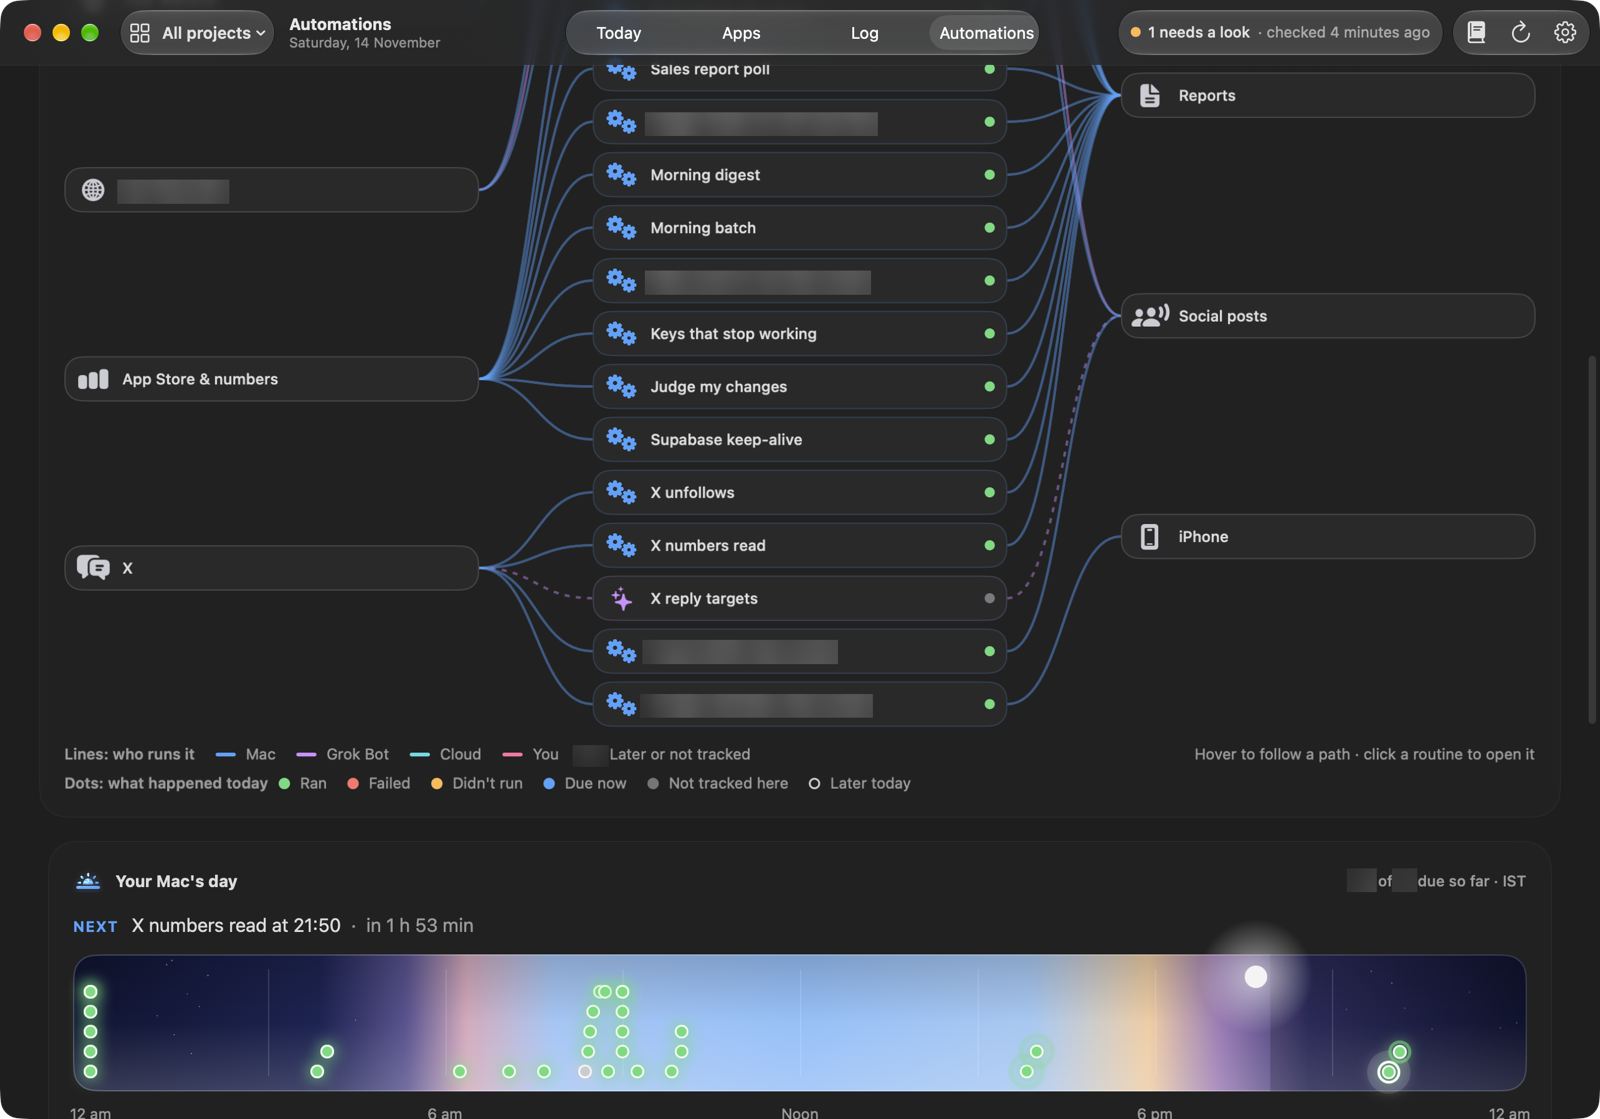 All projects
Automations
Saturday, 14 November
Today
Apps
Log
Automations
1 needs a look · checked 4 minutes ago
Sales report poll
Reports
Morning digest
Morning batch
Social posts
Keys that stop working
App Store & numbers
Judge my changes
Supabase keep-alive
X unfollows
iPhone
X numbers read
X
X reply targets
Lines: who runs it
Mac
Grok Bot
Cloud
You
Later or not tracked
Hover to follow a path · click a routine to open it
Dots: what happened today
Ran
Failed
Didn't run
Due now
Not tracked here
Later today
Your Mac's day
of due so far · IST
NEXT X numbers read at 21:50 · in 1 h 53 min
12 am
6 am
Noon
6 pm
12 am